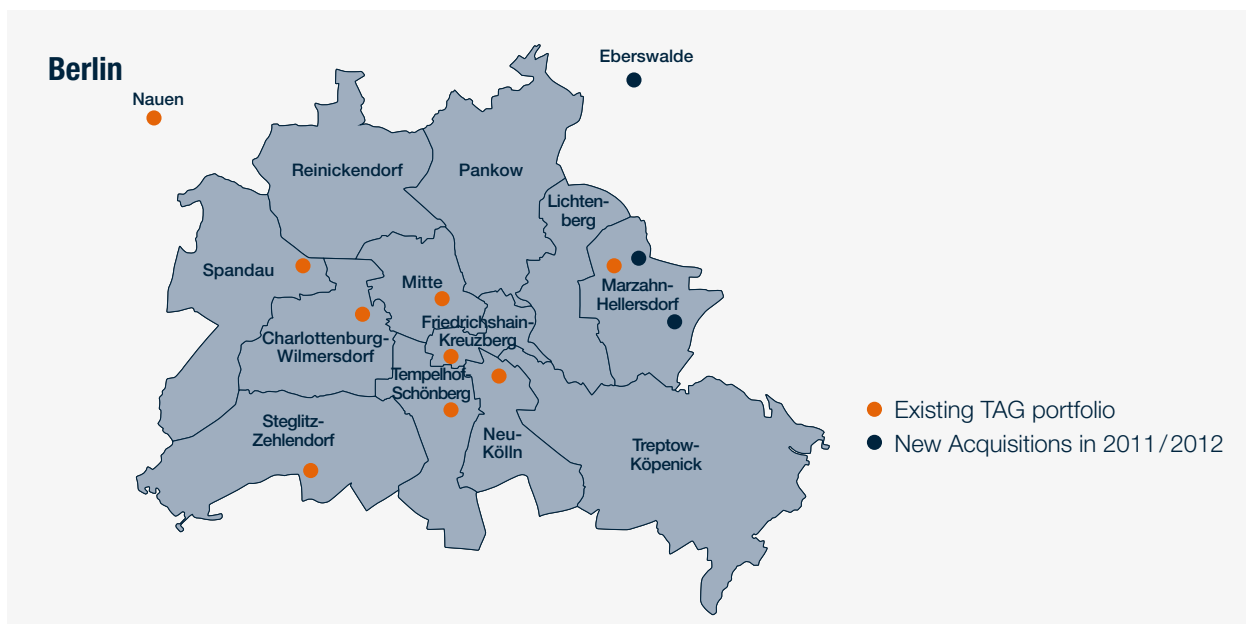 Berlin
Eberswalde
Nauen
Reinickendorf
Pankow
Lichten-
berg
Spandau
Mitte
Marzahn-
Hellersdorf
Friedrichshain-
Kreuzberg
Charlottenburg-
Wilmersdorf
Tempelhof-
Schönberg
Steglitz-
Zehlendorf
Neu-
Kölln
Treptow-
Köpenick
Existing TAG portfolio
New Acquisitions in 2011/2012